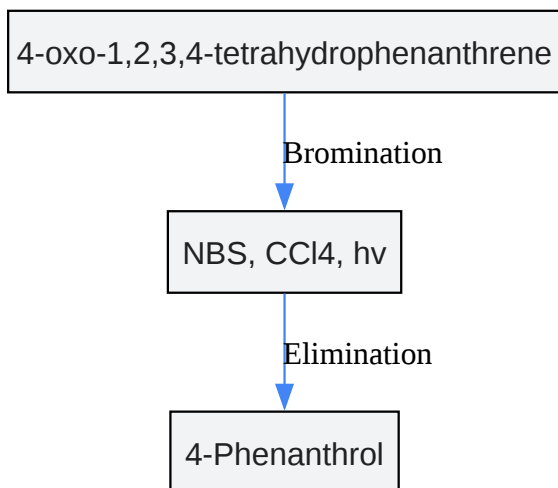 4-oxo-1,2,3,4-tetrahydrophenanthrene
Bromination
NBS, CCl4, hv
Elimination
4-Phenanthrol